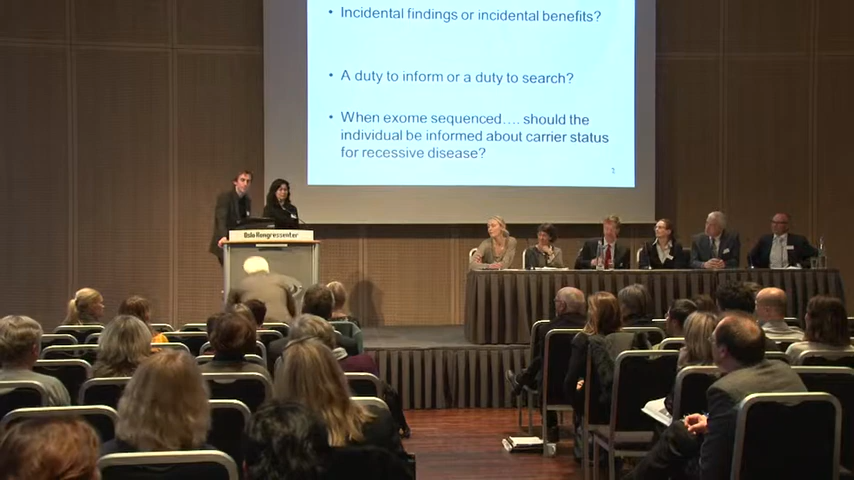 • Incidental findings or incidental benefits?
• A duty to inform or a duty to search?
• When exome sequenced.... should the
individual be informed about carrier status
for recessive disease?
Oslo Kongressenter